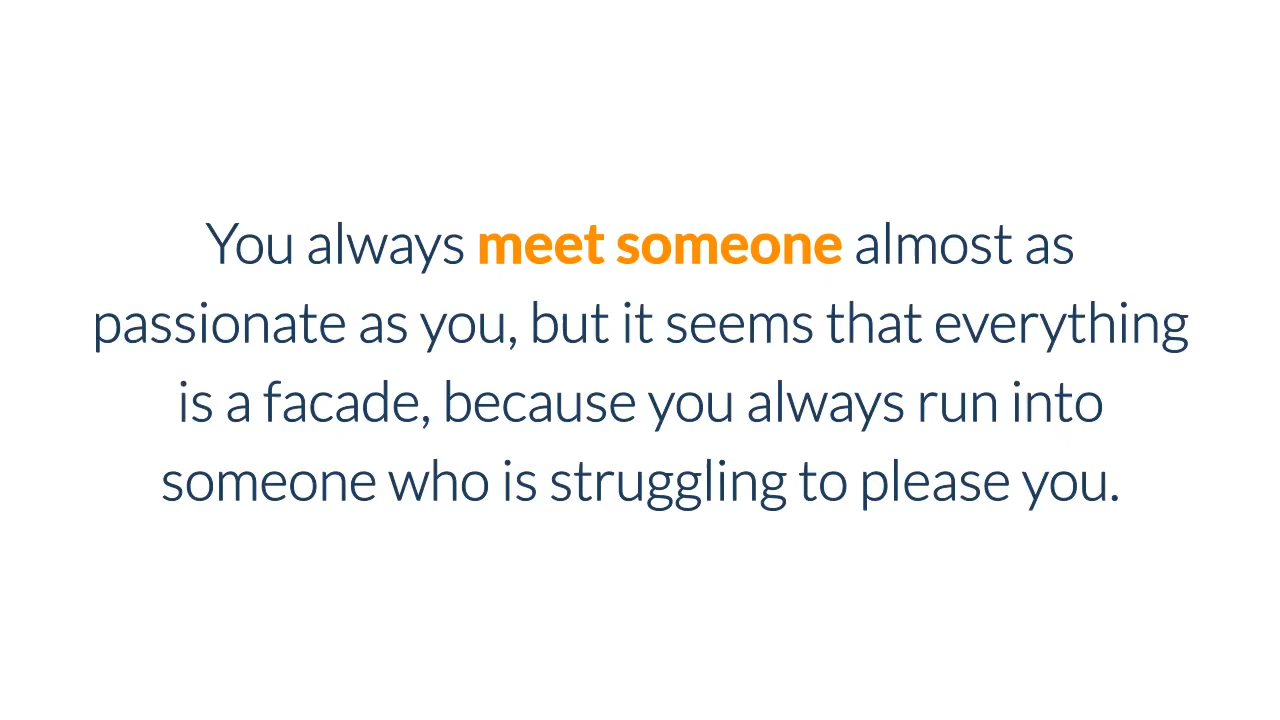 You always meet someone almost as
passionate as you, but it seems that everything
is a facade, because you always run into
someone who is struggling to please you.